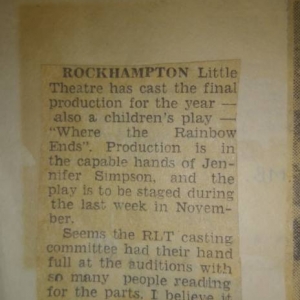 ROCKHAMPTON Little
Theatre has cast the final
production for the year —
also a children's play —
"Where the Rainbow
Ends". Production is in
the capable hands of Jen-
nifer Simpson, and the
play is to be staged during
the last week in Novem-
ber.
Seems the RLT casting
committee had their hand
full at the auditions with
so many people reading
for the parts. I believe it